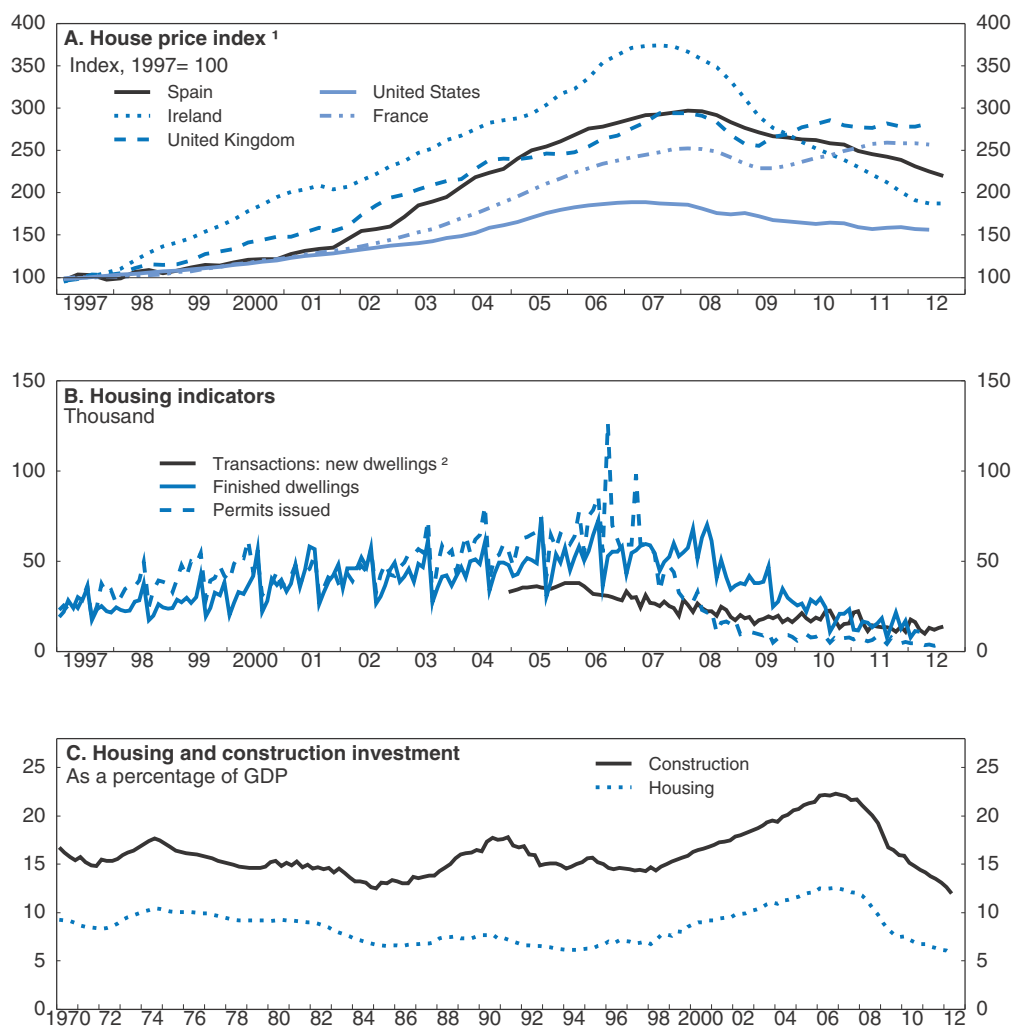 A. House price index ¹
Index, 1997= 100
Spain
Ireland
United Kingdom
United States
France
400 400
350 350
300 300
250 250
200 200
150 150
100 100
1997 98 99 2000 01 02 03 04 05 06 07 08 09 10 11 12
B. Housing indicators
Thousand
Transactions: new dwellings ²
Finished dwellings
Permits issued
150 150
100 100
50 50
0 0
1997 98 99 2000 01 02 03 04 05 06 07 08 09 10 11 12
C. Housing and construction investment
As a percentage of GDP
Construction
Housing
25 25
20 20
15 15
10 10
5 5
0 0
1970 72 74 76 78 80 82 84 86 88 90 92 94 96 98 2000 02 04 06 08 10 12